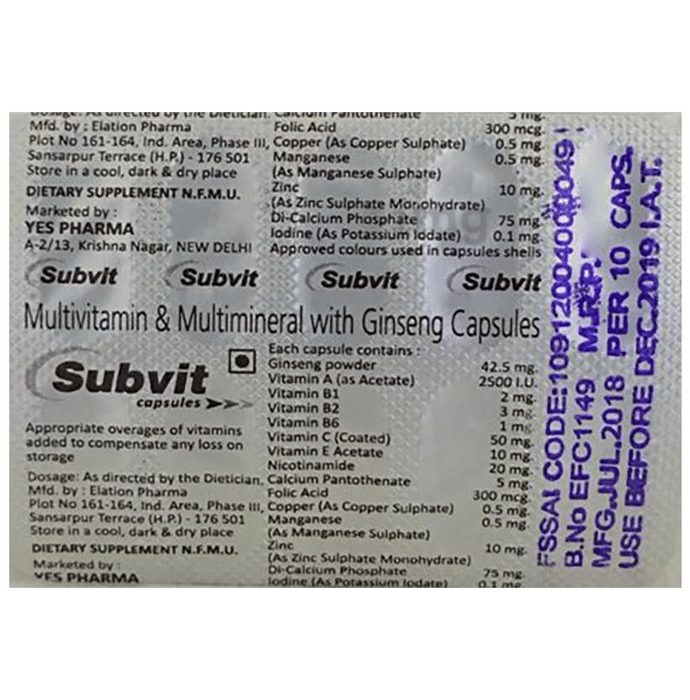 Dosage: As directed by the Dietician, Calcium Pantothenate 5 mg.
Mfd. by : Elation Pharma Folic Acid 300 mcg.
Plot No 161-164, Ind. Area, Phase III, Copper (As Copper Sulphate) 0.5 mg.
Sansarpur Terrace (H.P.) - 176 501 Manganese 0.5 mg.
Store in a cool, dark & dry place (As Manganese Sulphate)
DIETARY SUPPLEMENT N.F.M.U. Zinc 10 mg.
(As Zinc Sulphate Monohydrate)
Marketed by : Di-Calcium Phosphate 75 mg.
YES PHARMA Iodine (As Potassium Iodate) 0.1 mg.
A-2/13, Krishna Nagar, NEW DELHI Approved colours used in capsules shells
Subvit Subvit Subvit Subvit
Multivitamin & Multimineral with Ginseng Capsules
Subvit
capsules
Appropriate overages of vitamins
added to compensate any loss on
storage
Each capsule contains :
Ginseng powder 42.5 mg.
Vitamin A (as Acetate) 2500 I.U.
Vitamin B1 2 mg.
Vitamin B2 3 mg.
Vitamin B6 1 mg.
Vitamin C (Coated) 50 mg.
Vitamin E Acetate 10 mg.
Nicotinamide 20 mg.
Dosage: As directed by the Dietician, Calcium Pantothenate 5 mg.
Mfd. by : Elation Pharma Folic Acid 300 mcg.
Plot No 161-164, Ind. Area, Phase III, Copper (As Copper Sulphate) 0.5 mg.
Sansarpur Terrace (H.P.) - 176 501 Manganese 0.5 mg.
Store in a cool, dark & dry place (As Manganese Sulphate)
DIETARY SUPPLEMENT N.F.M.U. Zinc 10 mg.
(As Zinc Sulphate Monohydrate)
Marketed by : Di-Calcium Phosphate 75 mg.
YES PHARMA Iodine (As Potassium Iodate) 0.1 mg.
FSSAI CODE:10912004000049
B.No EFC1149 M.R.P.
MFG.JUL.2018 PER 10 CAPS.
USE BEFORE DEC.2019 I.A.T.